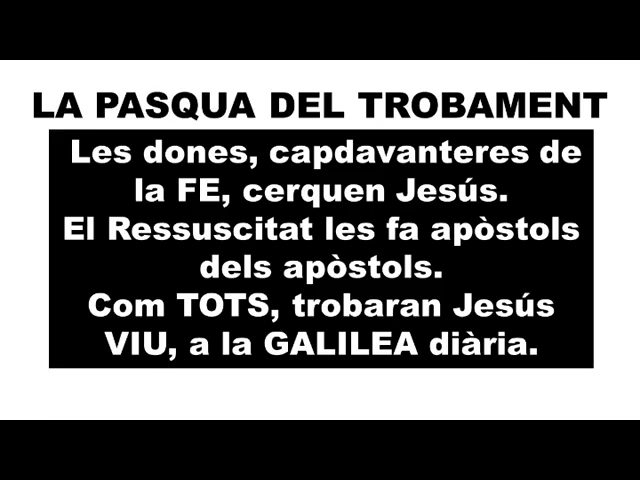 LA PASQUA DEL TROBAMENT
Les dones, capdavanteres de
la FE, cerquen Jesús.
El Ressuscitat les fa apòstols
dels apòstols.
Com TOTS, trobaran Jesús
VIU, a la GALILEA diària.